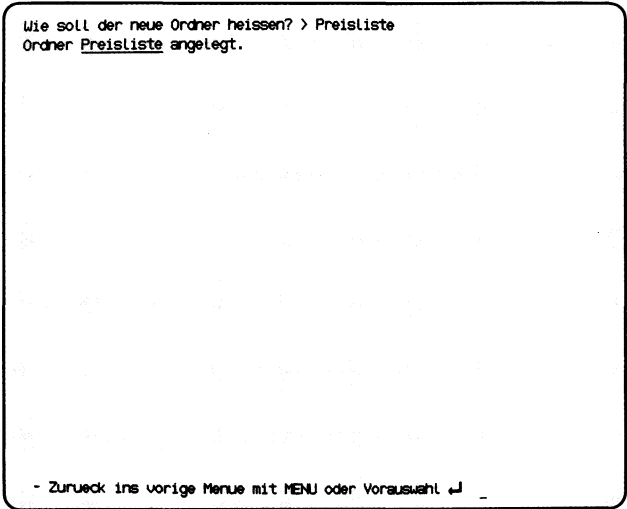 Wie soll der neue Ordner heissen? > Preisliste
Ordner Preisliste angelegt.
- Zurueck ins vorige Menue mit MENU oder Vorauswahl ↵ _